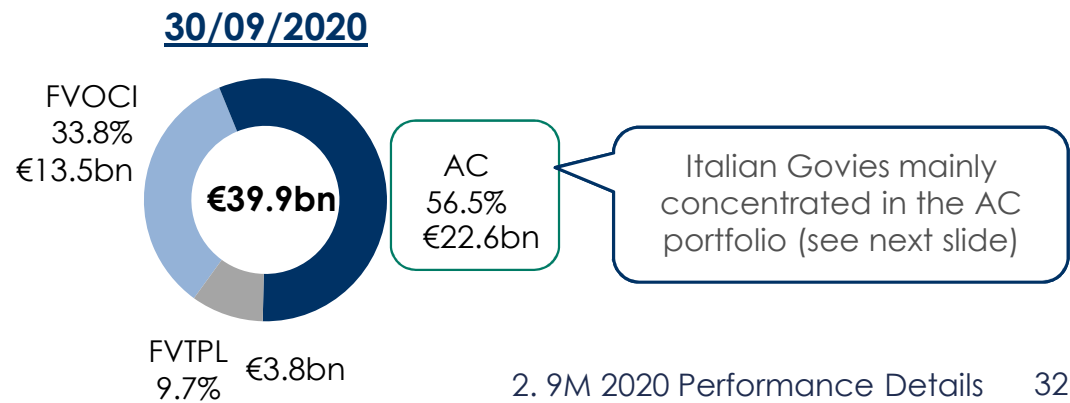 30/09/2020
FVOCI
33.8%
€13.5bn
€39.9bn
AC
56.5%
€22.6bn
Italian Govies mainly
concentrated in the AC
portfolio (see next slide)
FVTPL
9.7%
€3.8bn
2. 9M 2020 Performance Details 32